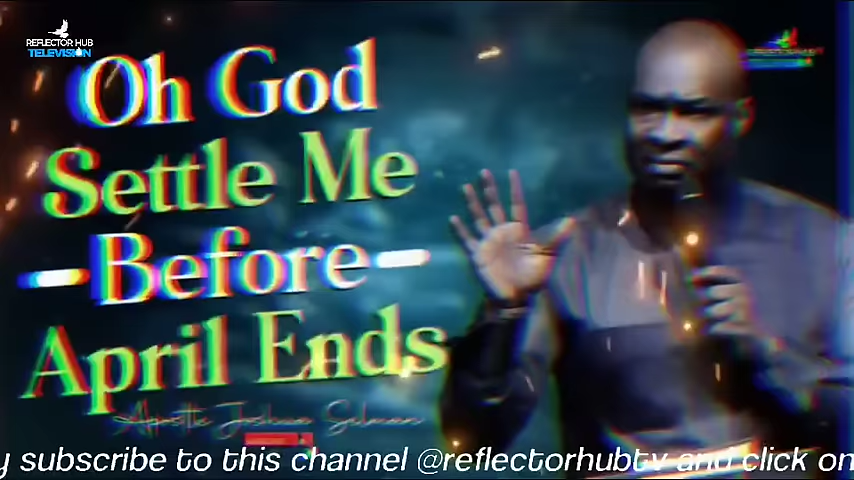 REFLECTOR HUB
TELEVISION
Oh God
Settle Me
Before
April Ends
Apostle Joshua Selman
y subscribe to this channel @reflectorhubtv and click on